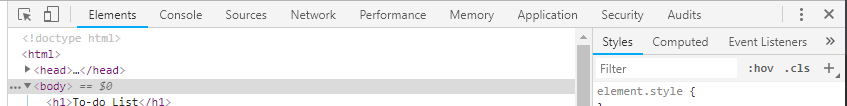 Elements Console Sources Network Performance Memory Application Security Audits
<!doctype html>
<html>
<head>…</head>
<body> == $0
<h1>To-do List</h1>
Styles Computed Event Listeners »
Filter :hov .cls +
element.style {
}